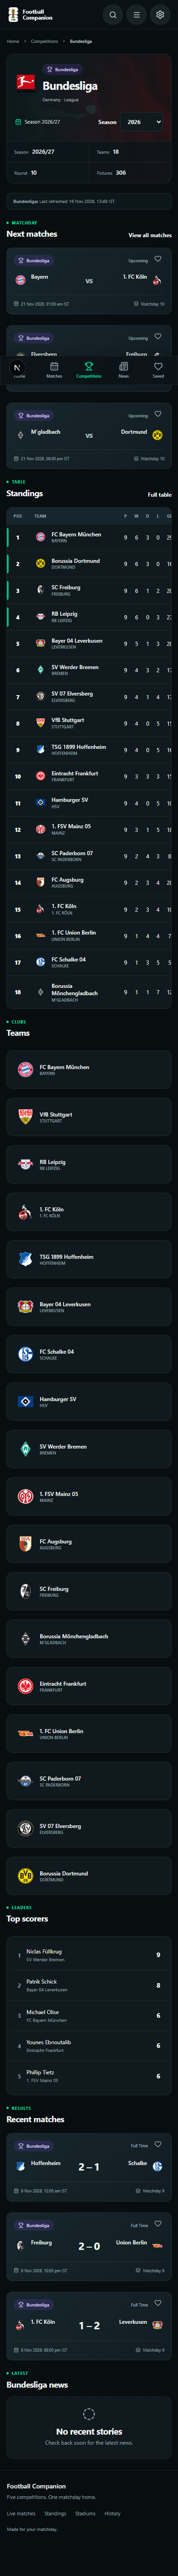 Football
Companion
Home > Competitions > Bundesliga
Bundesliga
Bundesliga
Germany · League
Season 2026/27
Season 2026
Season 2026/27
Teams 18
Round 10
Fixtures 306
Bundesliga: Last refreshed 16 Nov 2028, 13:48 IST.
MATCHDAY
Next matches
View all matches
Bundesliga
Upcoming
Bayern
VS
1. FC Köln
21 Nov 2028, 01:00 am IST
Matchday 10
Bundesliga
Upcoming
Elversberg
Freiburg
N
Home
Matches
Competitions
News
Saved
Bundesliga
Upcoming
M'gladbach
VS
Dortmund
21 Nov 2028, 08:00 pm IST
Matchday 10
TABLE
Standings
Full table
POS TEAM P W D L
1 FC Bayern München 9 6 3 0
BAYERN
2 Borussia Dortmund 9 6 3 0
DORTMUND
3 SC Freiburg 9 6 1 2
FREIBURG
4 RB Leipzig 9 6 0 3
RB LEIPZIG
5 Bayer 04 Leverkusen 9 5 1 3
LEVERKUSEN
6 SV Werder Bremen 9 4 3 2
BREMEN
7 SV 07 Elversberg 9 4 1 4
ELVERSBERG
8 VfB Stuttgart 9 4 0 5
STUTTGART
9 TSG 1899 Hoffenheim 9 4 0 5
HOFFENHEIM
10 Eintracht Frankfurt 9 3 3 3
FRANKFURT
11 Hamburger SV 9 4 0 5
HSV
12 1. FSV Mainz 05 9 3 1 5
MAINZ
13 SC Paderborn 07 9 2 4 3
SC PADERBORN
14 FC Augsburg 9 2 3 4
AUGSBURG
15 1. FC Köln 9 2 3 4
1. FC KÖLN
16 1. FC Union Berlin 9 1 4 4
UNION BERLIN
17 FC Schalke 04 9 1 3 5
SCHALKE
18 Borussia Mönchengladbach 9 1 1 7
M'GLADBACH
CLUBS
Teams
FC Bayern München
BAYERN
VfB Stuttgart
STUTTGART
RB Leipzig
RB LEIPZIG
1. FC Köln
1. FC KÖLN
TSG 1899 Hoffenheim
HOFFENHEIM
Bayer 04 Leverkusen
LEVERKUSEN
FC Schalke 04
SCHALKE
Hamburger SV
HSV
SV Werder Bremen
BREMEN
1. FSV Mainz 05
MAINZ
FC Augsburg
AUGSBURG
SC Freiburg
FREIBURG
Borussia Mönchengladbach
M'GLADBACH
Eintracht Frankfurt
FRANKFURT
1. FC Union Berlin
UNION BERLIN
SC Paderborn 07
SC PADERBORN
SV 07 Elversberg
ELVERSBERG
Borussia Dortmund
DORTMUND
LEADERS
Top scorers
1 Niclas Füllkrug 9
SV Werder Bremen
2 Patrik Schick 8
Bayer 04 Leverkusen
3 Michael Olise 6
FC Bayern München
4 Younes Ebnoutalib 6
Eintracht Frankfurt
5 Phillip Tietz 6
1. FSV Mainz 05
RESULTS
Recent matches
Bundesliga
Full Time
Hoffenheim
2 – 1
Schalke
9 Nov 2028, 12:00 am IST
Matchday 9
Bundesliga
Full Time
Freiburg
2 – 0
Union Berlin
8 Nov 2028, 10:00 pm IST
Matchday 9
Bundesliga
Full Time
1. FC Köln
1 – 2
Leverkusen
8 Nov 2028, 08:00 pm IST
Matchday 9
LATEST
Bundesliga news
No recent stories
Check back soon for the latest news.
Football Companion
Five competitions. One matchday home.
Live matches
Standings
Stadiums
History
Made for your matchday.